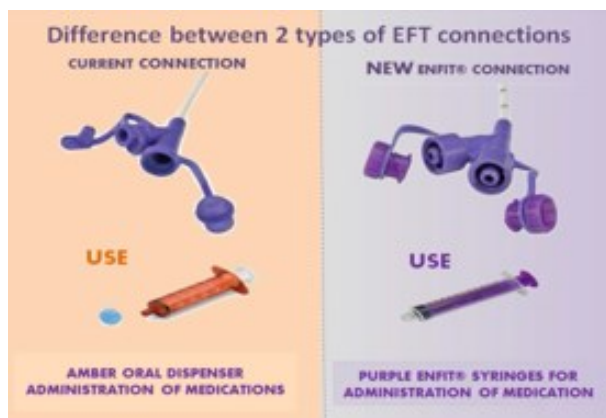 Difference between 2 types of EFT connections
CURRENT CONNECTION
NEW ENFIT® CONNECTION
USE
USE
AMBER ORAL DISPENSER
ADMINISTRATION OF MEDICATIONS
PURPLE ENFIT® SYRINGES FOR
ADMINISTRATION OF MEDICATION